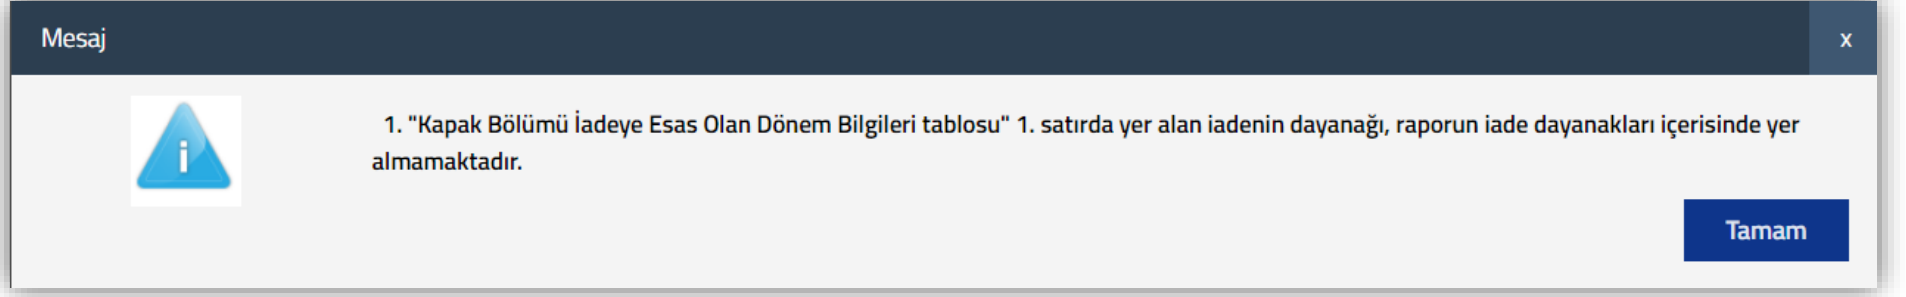 Mesaj
x
1. "Kapak Bölümü İadeye Esas Olan Dönem Bilgileri tablosu" 1. satırda yer alan iadenin dayanağı, raporun iade dayanakları içerisinde yer
almamaktadır.
Tamam